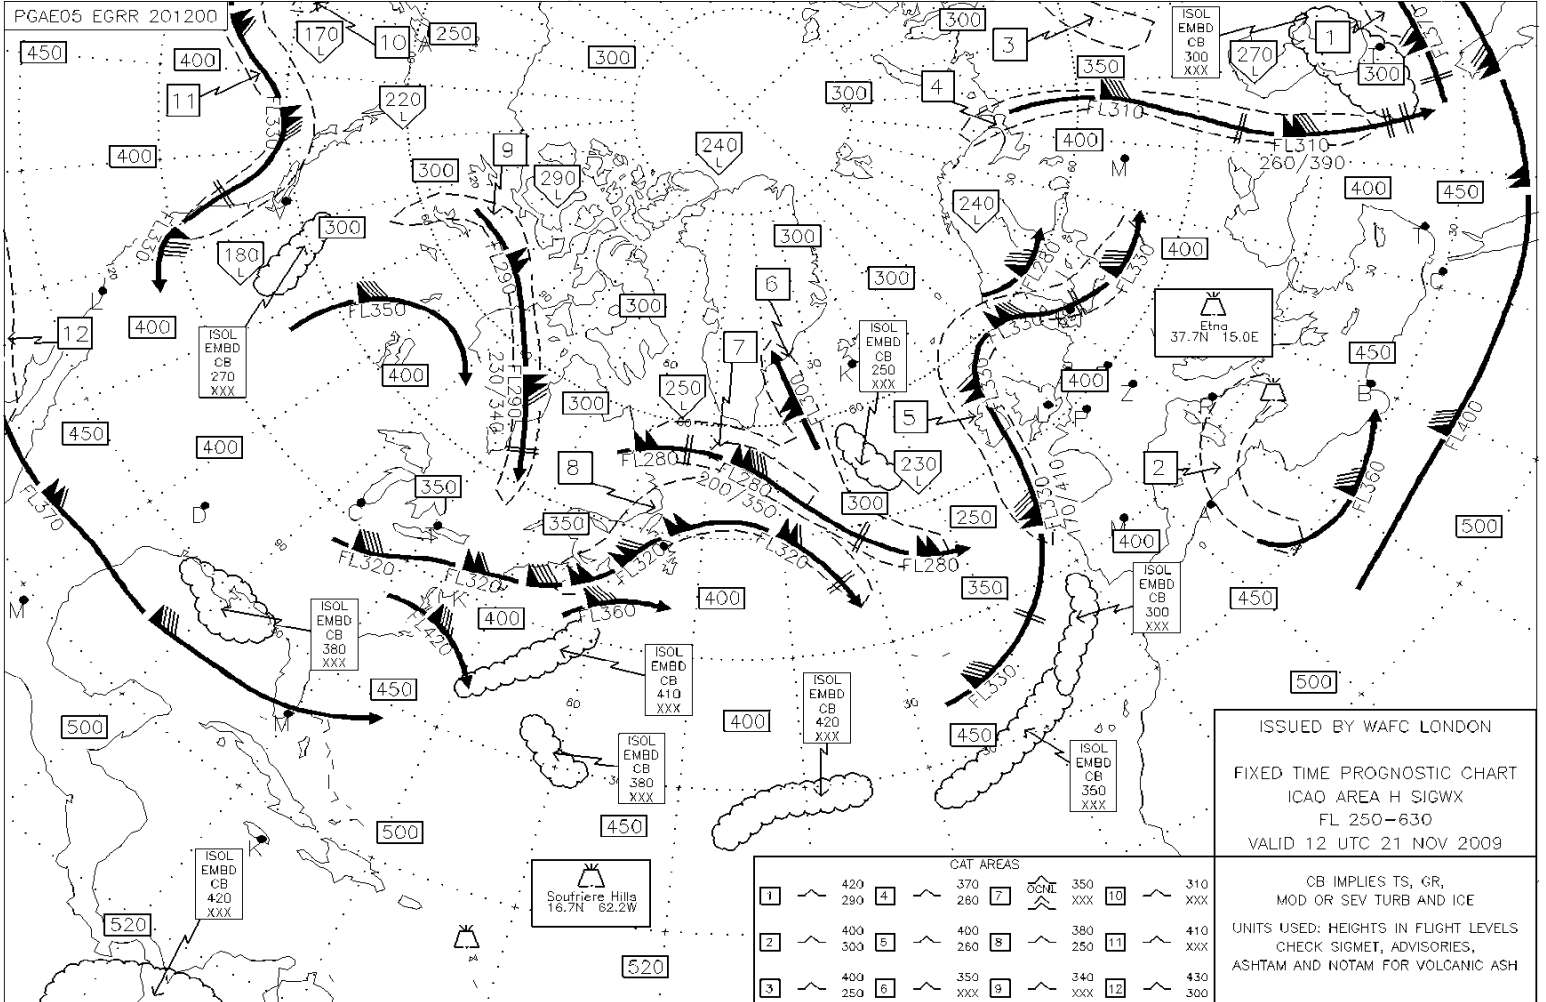 PGAE05 EGRR 201200
170
L
10
A
250
300
3
ISOL
EMBD
CB
300
XXX
270
L
1
300
FL310
450
400
11
FL330
220
L
300
300
4
350
FL310
FL310
260/390
400
9
240
L
290
L
300
400
M
400
450
300
180
L
FL330
FL290
300
240
L
FL280
FL330
400
12
400
L
FL350
300
6
300
7
ISOL
EMBD
CB
250
XXX
K
FL330
Etna
37.7N 15.0E
ISOL
EMBD
CB
270
XXX
400
230/340
FL290
300
250
L
FL300
FL330
400
Z
R
450
B
450
400
5
P
FL400
350
8
FL280
FL280
200/350
230
L
300
2
FL360
FL370
D
C
350
250
FL330
/410
M
A
400
500
FL320
FL320
FL320
FL320
FL280
350
M
K
FL420
400
FL360
400
ISOL
EMBD
CB
300
XXX
450
ISOL
EMBD
CB
380
XXX
ISOL
EMBD
CB
410
XXX
FL330
450
500
M
ISOL
EMBD
CB
420
XXX
400
450
500
ISOL
EMBD
CB
380
XXX
ISOL
EMBD
CB
350
XXX
500
K
450
ISOL
EMBD
CB
420
XXX
Soufriere Hills
16.7N 62.2W
520
520
ISSUED BY WAFC LONDON
FIXED TIME PROGNOSTIC CHART
ICAO AREA H SIGWX
FL 250-630
VALID 12 UTC 21 NOV 2009
CAT AREAS
1 420 4 370 7 OCNL 350 10 310
290 260 XXX XXX
2 400 5 400 8 380 11 410
300 260 250 XXX
3 400 6 350 9 340 12 430
250 XXX XXX 300
CB IMPLIES TS, GR,
MOD OR SEV TURB AND ICE
UNITS USED: HEIGHTS IN FLIGHT LEVELS
CHECK SIGMET, ADVISORIES,
ASHTAM AND NOTAM FOR VOLCANIC ASH